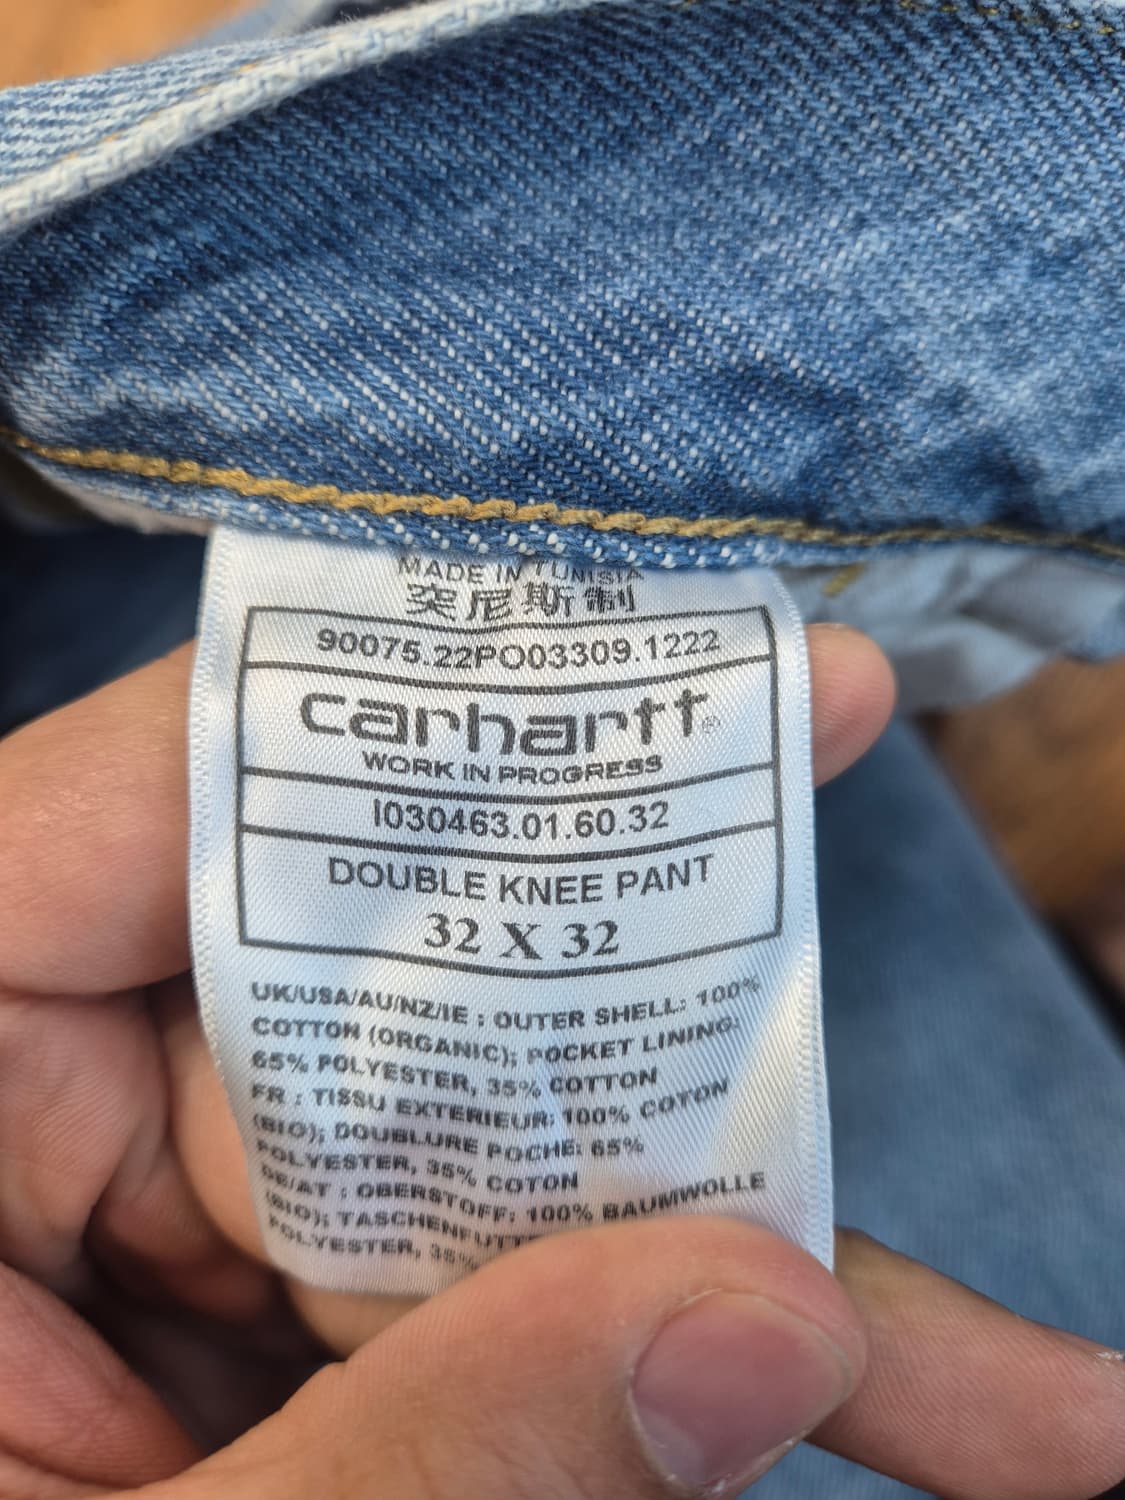 MADE IN TUNISIA
突尼斯 制
90075.22PO03309.1222
carhartt®
WORK IN PROGRESS
I030463.01.60.32
DOUBLE KNEE PANT
32 X 32
UK/USA/AU/NZ/IE : OUTER SHELL: 100%
COTTON (ORGANIC); POCKET LINING:
65% POLYESTER, 35% COTTON
FR : TISSU EXTERIEUR: 100% COTON
(BIO); DOUBLURE POCHE: 65%
POLYESTER, 35% COTON
DE/AT : OBERSTOFF: 100% BAUMWOLLE
(BIO); TASCHENFUTTE
POLYESTER, 35%